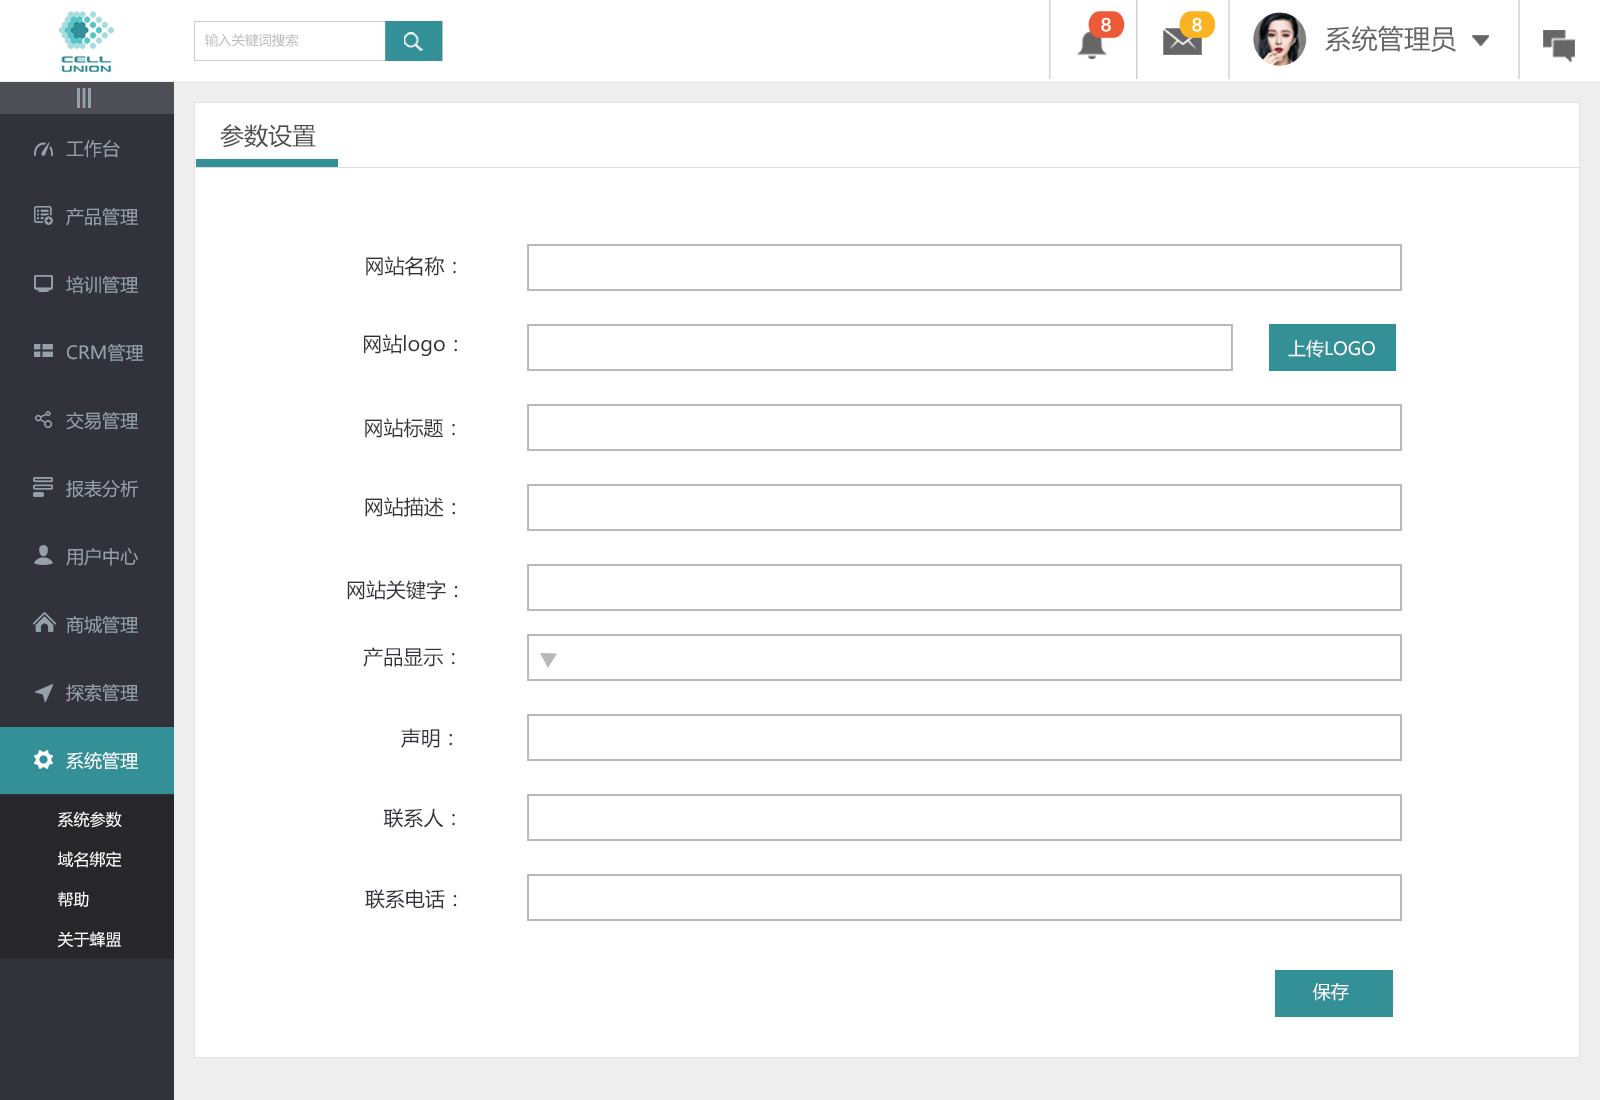 CELL
UNION
输入关键词搜索
8
8
系统管理员
工作台
产品管理
培训管理
CRM管理
交易管理
报表分析
用户中心
商城管理
探索管理
系统管理
系统参数
域名绑定
帮助
关于蜂盟
参数设置
网站名称：
网站logo：
上传LOGO
网站标题：
网站描述：
网站关键字：
产品显示：
声明：
联系人：
联系电话：
保存